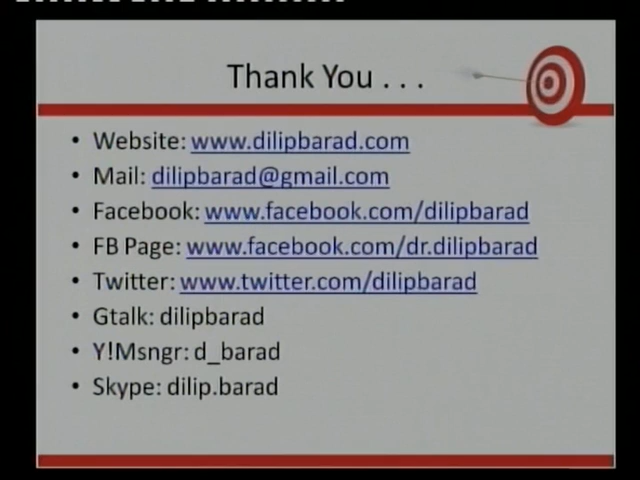 Thank You . . .
• Website: www.dilipbarad.com
• Mail: dilipbarad@gmail.com
• Facebook: www.facebook.com/dilipbarad
• FB Page: www.facebook.com/dr.dilipbarad
• Twitter: www.twitter.com/dilipbarad
• Gtalk: dilipbarad
• Y!Msngr: d_barad
• Skype: dilip.barad